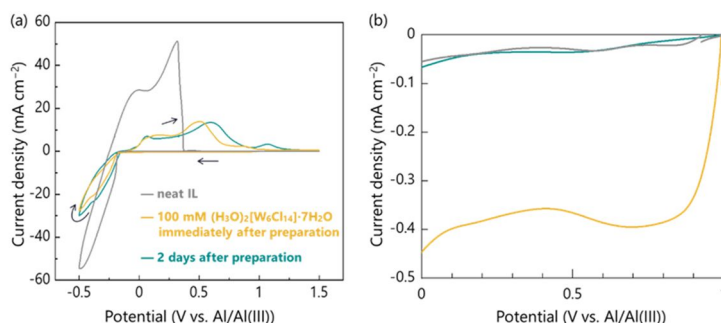 (a)
60
40
20
0
-20
-40
-60
Current density (mA cm⁻²)
neat IL
100 mM (H₃O)₂[W₆Cl₁₄]·7H₂O
immediately after preparation
2 days after preparation
-0.5
0
0.5
1
1.5
Potential (V vs. Al/Al(III))
(b)
0
-0.1
-0.2
-0.3
-0.4
-0.5
Current density (mA cm⁻²)
0
0.5
Potential (V vs. Al/Al(III))